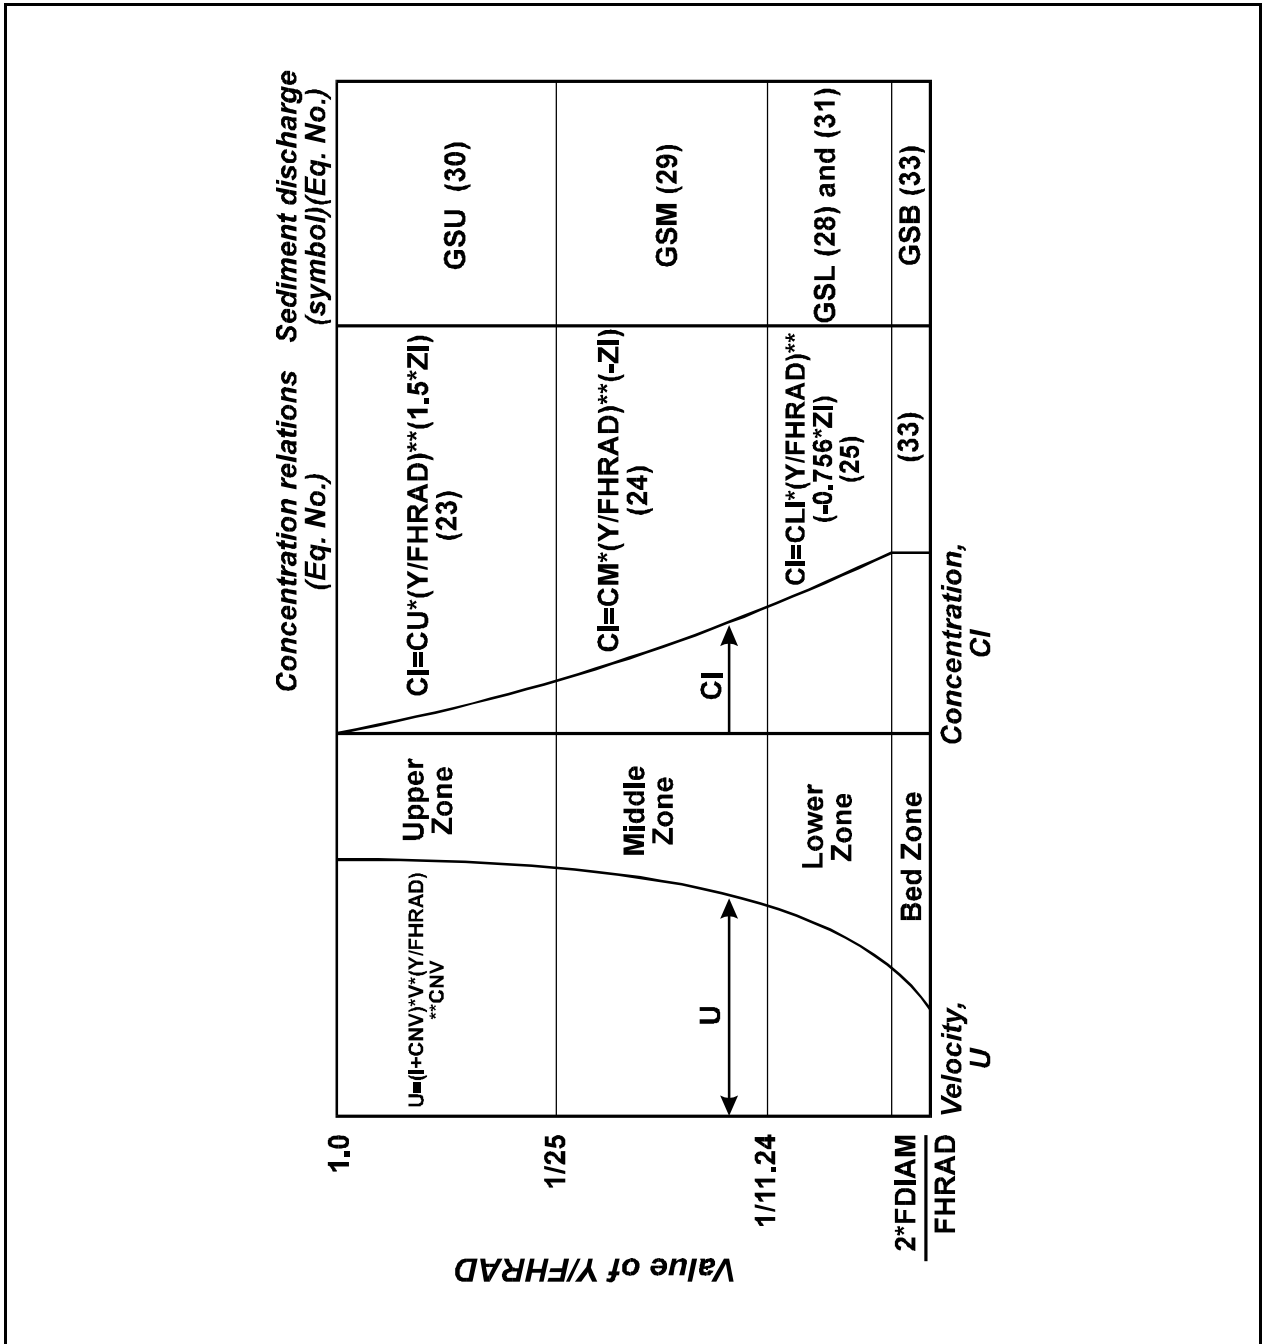 Concentration relations
(Eq. No.)
Sediment discharge
(symbol)(Eq. No.)
1.0
U=(I+CNV)*V*(Y/FHRAD)
**CNV
Upper
Zone
CI=CU*(Y/FHRAD)**(1.5*ZI)
(23)
GSU (30)
1/25
Middle
Zone
CI=CM*(Y/FHRAD)**(-ZI)
(24)
GSM (29)
U
CI
1/11.24
Lower
Zone
CI=CLI*(Y/FHRAD)**
(-0.756*ZI)
(25)
GSL (28) and (31)
2*FDIAM
FHRAD
Bed Zone
(33)
GSB (33)
Velocity,
U
Concentration,
CI
Value of Y/FHRAD